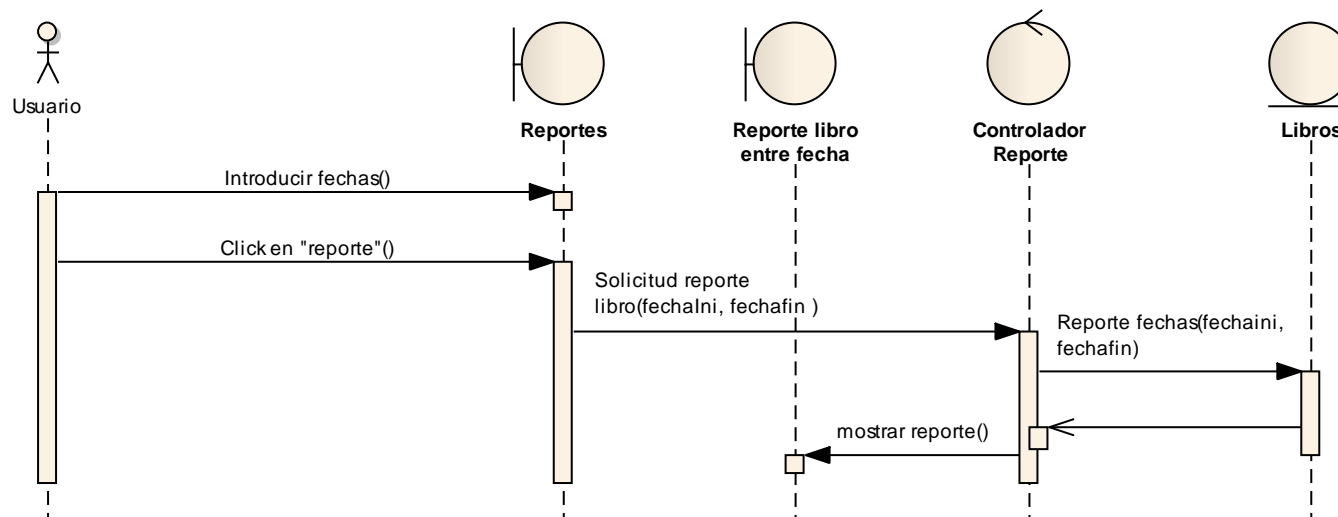 Usuario
Reportes
Reporte libro
entre fecha
Controlador
Reporte
Libros
Introducir fechas()
Click en "reporte"()
Solicitud reporte
libro(fechaIni, fechafin )
Reporte fechas(fechaini,
fechafin)
mostrar reporte()